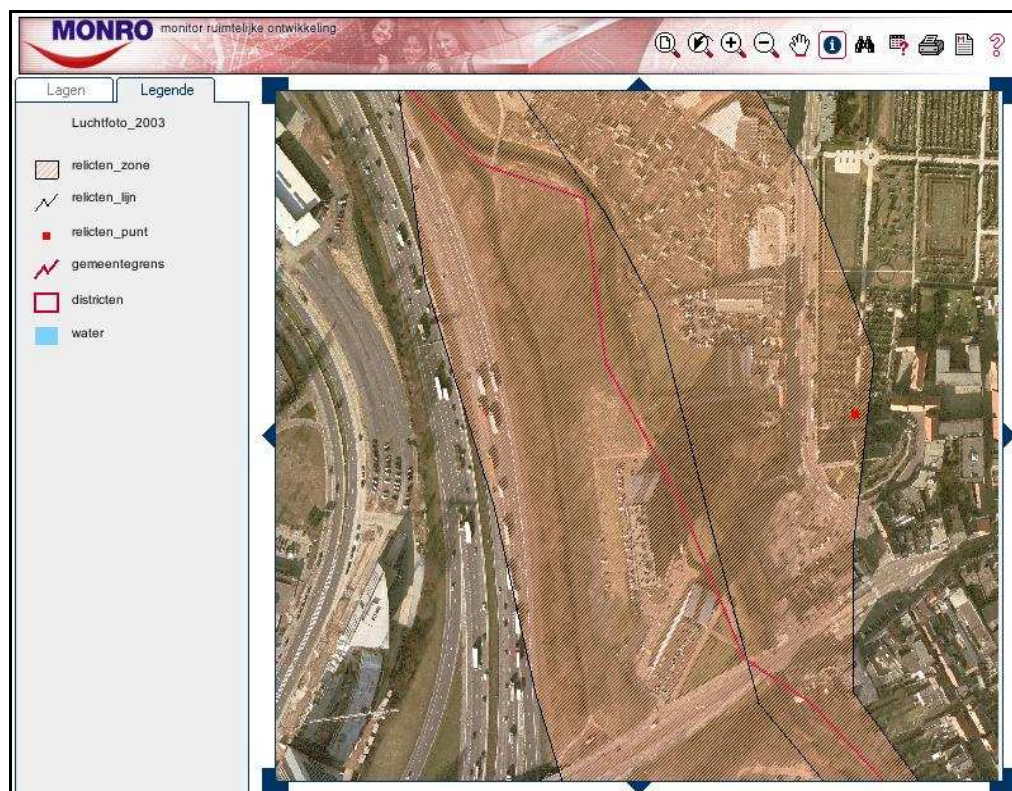 MONRO monitor ruimtelijke ontwikkeling
Lagen Legende
Luchtfoto_2003
relicten_zone
relicten_lijn
relicten_punt
gemeentegrens
districten
water